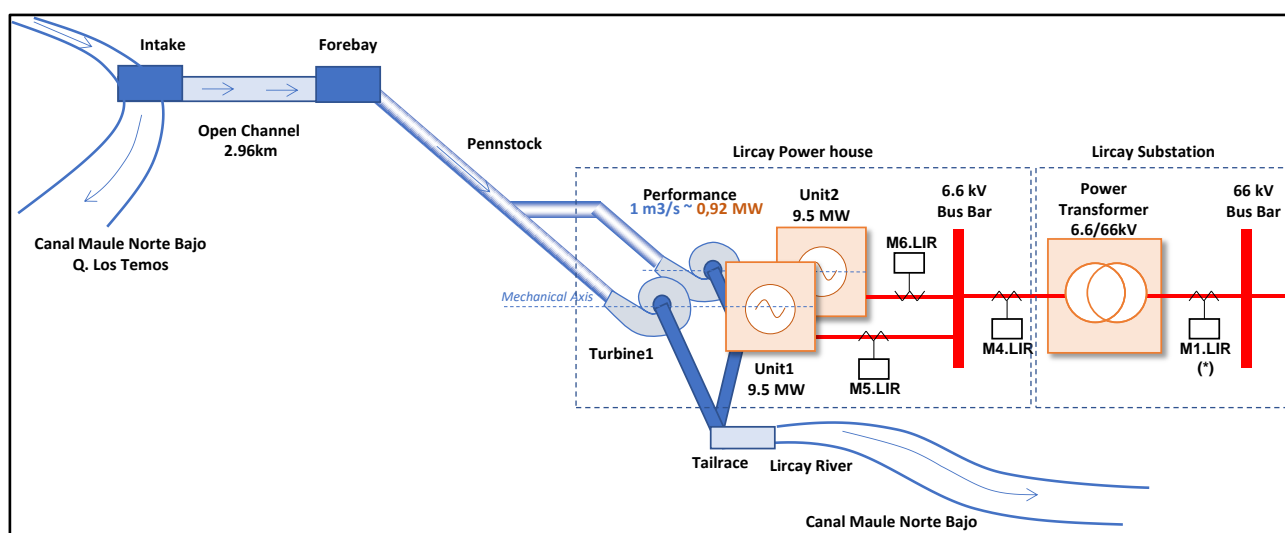 Intake
Forebay
Open Channel
2.96km
Pennstock
Canal Maule Norte Bajo
Q. Los Temos
Lircay Power house
Lircay Substation
Performance
1 m3/s ~ 0,92 MW
Unit2
9.5 MW
6.6 kV
Bus Bar
Power
Transformer
6.6/66kV
66 kV
Bus Bar
M6.LIR
Mechanical Axis
M4.LIR
M1.LIR
(*)
Turbine1
Unit1
9.5 MW
M5.LIR
Tailrace
Lircay River
Canal Maule Norte Bajo